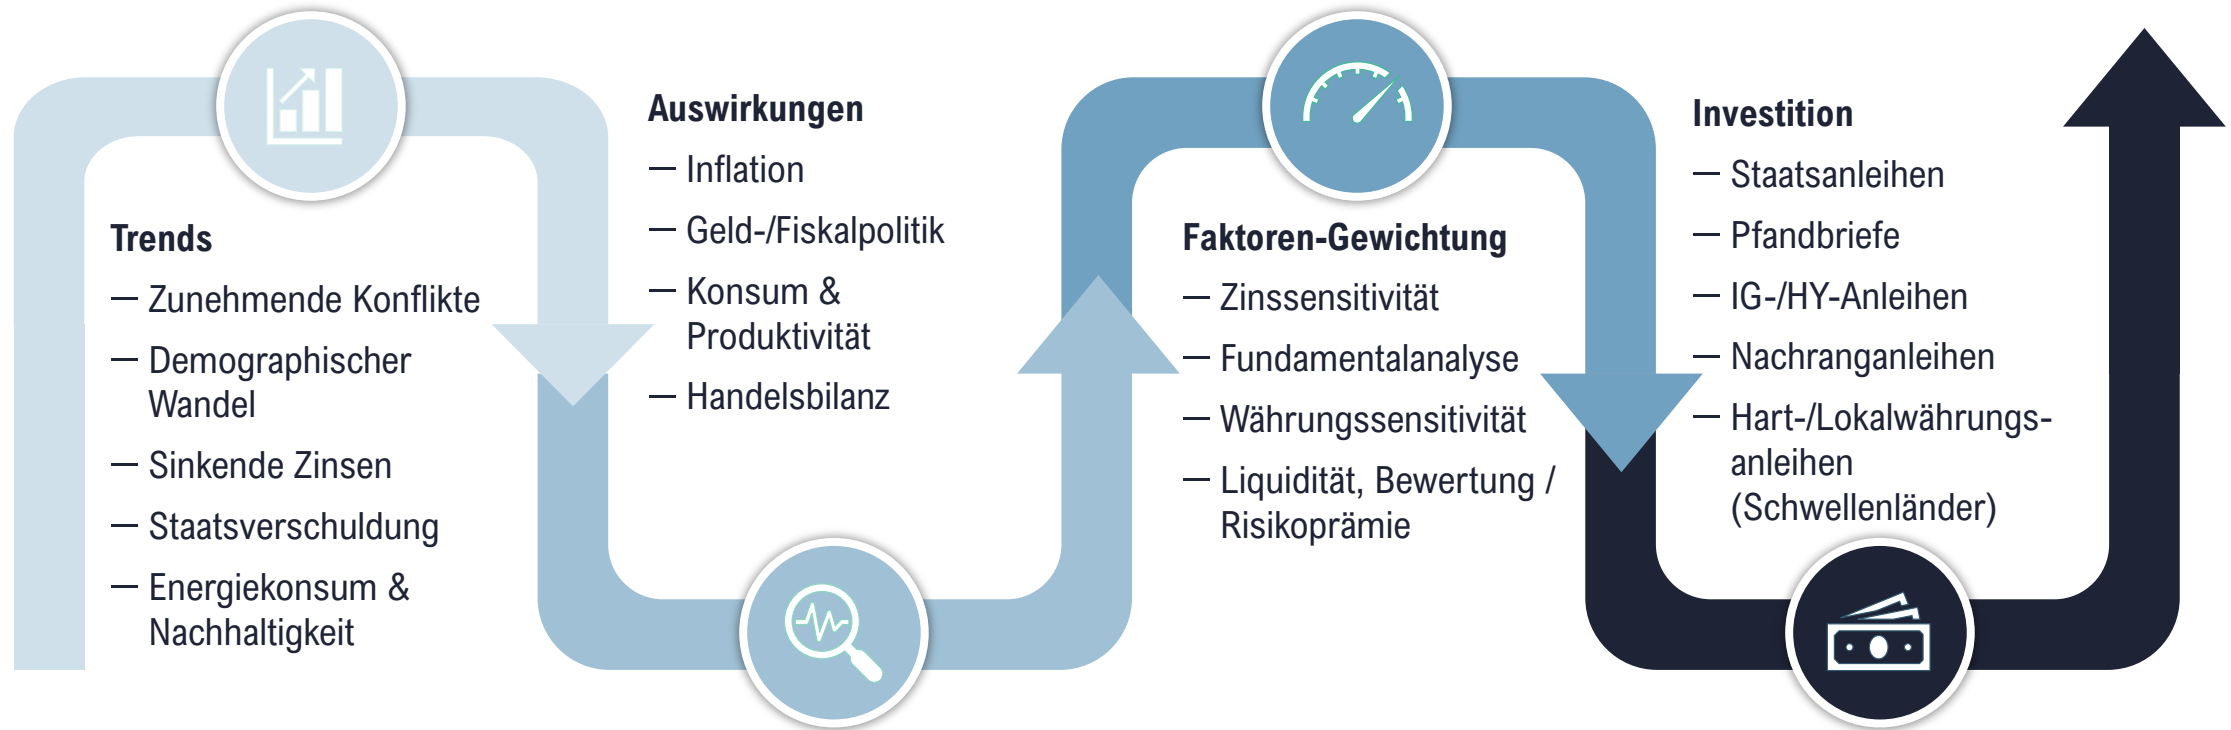 Trends
— Zunehmende Konflikte
— Demographischer
Wandel
— Sinkende Zinsen
— Staatsverschuldung
— Energiekonsum &
Nachhaltigkeit
Auswirkungen
— Inflation
— Geld-/Fiskalpolitik
— Konsum &
Produktivität
— Handelsbilanz
Faktoren-Gewichtung
— Zinssensitivität
— Fundamentalanalyse
— Währungssensitivität
— Liquidität, Bewertung /
Risikoprämie
Investition
— Staatsanleihen
— Pfandbriefe
— IG-/HY-Anleihen
— Nachranganleihen
— Hart-/Lokalwährungs-
anleihen
(Schwellenländer)